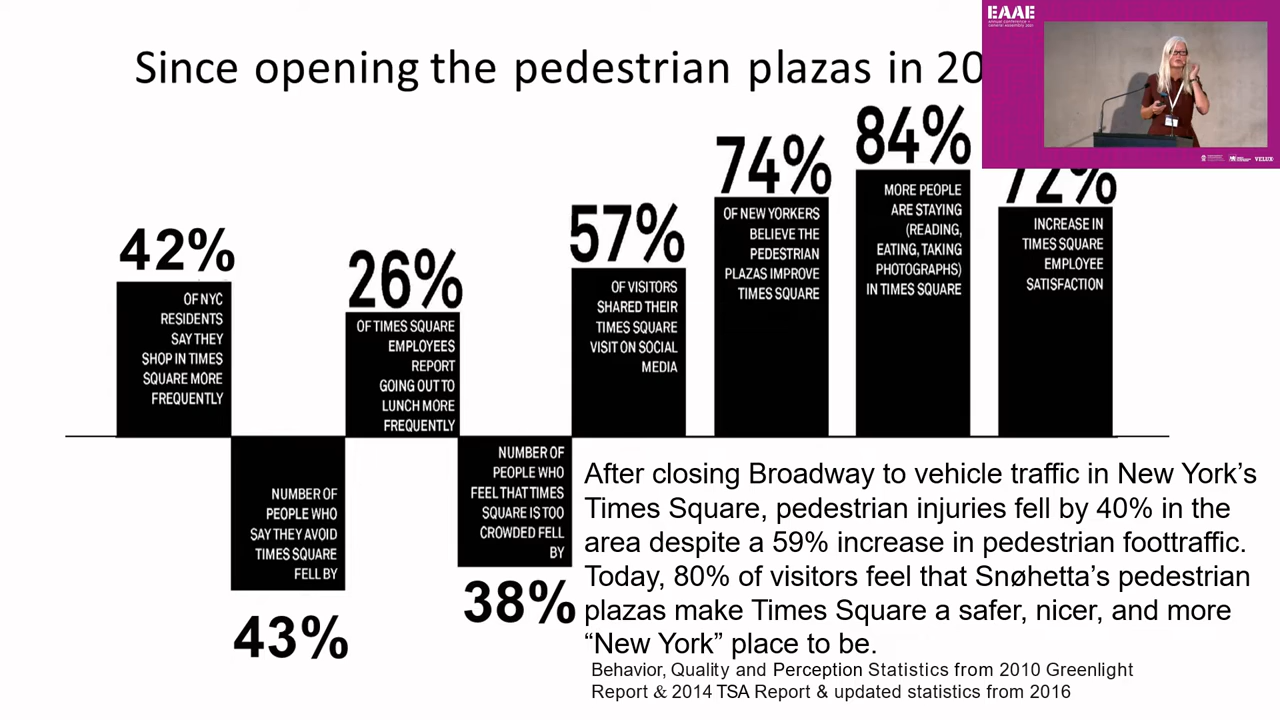 EAAE
Since opening the pedestrian plazas in 20
42%
OF NYC
RESIDENTS
SAY THEY
SHOP IN TIMES
SQUARE MORE
FREQUENTLY
NUMBER OF
PEOPLE WHO
SAY THEY AVOID
TIMES SQUARE
FELL BY
43%
26%
OF TIMES SQUARE
EMPLOYEES
REPORT
GOING OUT TO
LUNCH MORE
FREQUENTLY
NUMBER OF
PEOPLE WHO
FEEL THAT TIMES
SQUARE IS TOO
CROWDED FELL
BY
38%
57%
OF VISITORS
SHARED THEIR
TIMES SQUARE
VISIT ON SOCIAL
MEDIA
74%
OF NEW YORKERS
BELIEVE THE
PEDESTRIAN
PLAZAS IMPROVE
TIMES SQUARE
84%
MORE PEOPLE
ARE STAYING
(READING,
EATING, TAKING
PHOTOGRAPHS)
IN TIMES SQUARE
72%
INCREASE IN
TIMES SQUARE
EMPLOYEE
SATISFACTION
After closing Broadway to vehicle traffic in New York’s
Times Square, pedestrian injuries fell by 40% in the
area despite a 59% increase in pedestrian foottraffic.
Today, 80% of visitors feel that Snøhetta’s pedestrian
plazas make Times Square a safer, nicer, and more
“New York” place to be.
Behavior, Quality and Perception Statistics from 2010 Greenlight
Report & 2014 TSA Report & updated statistics from 2016
VELUX